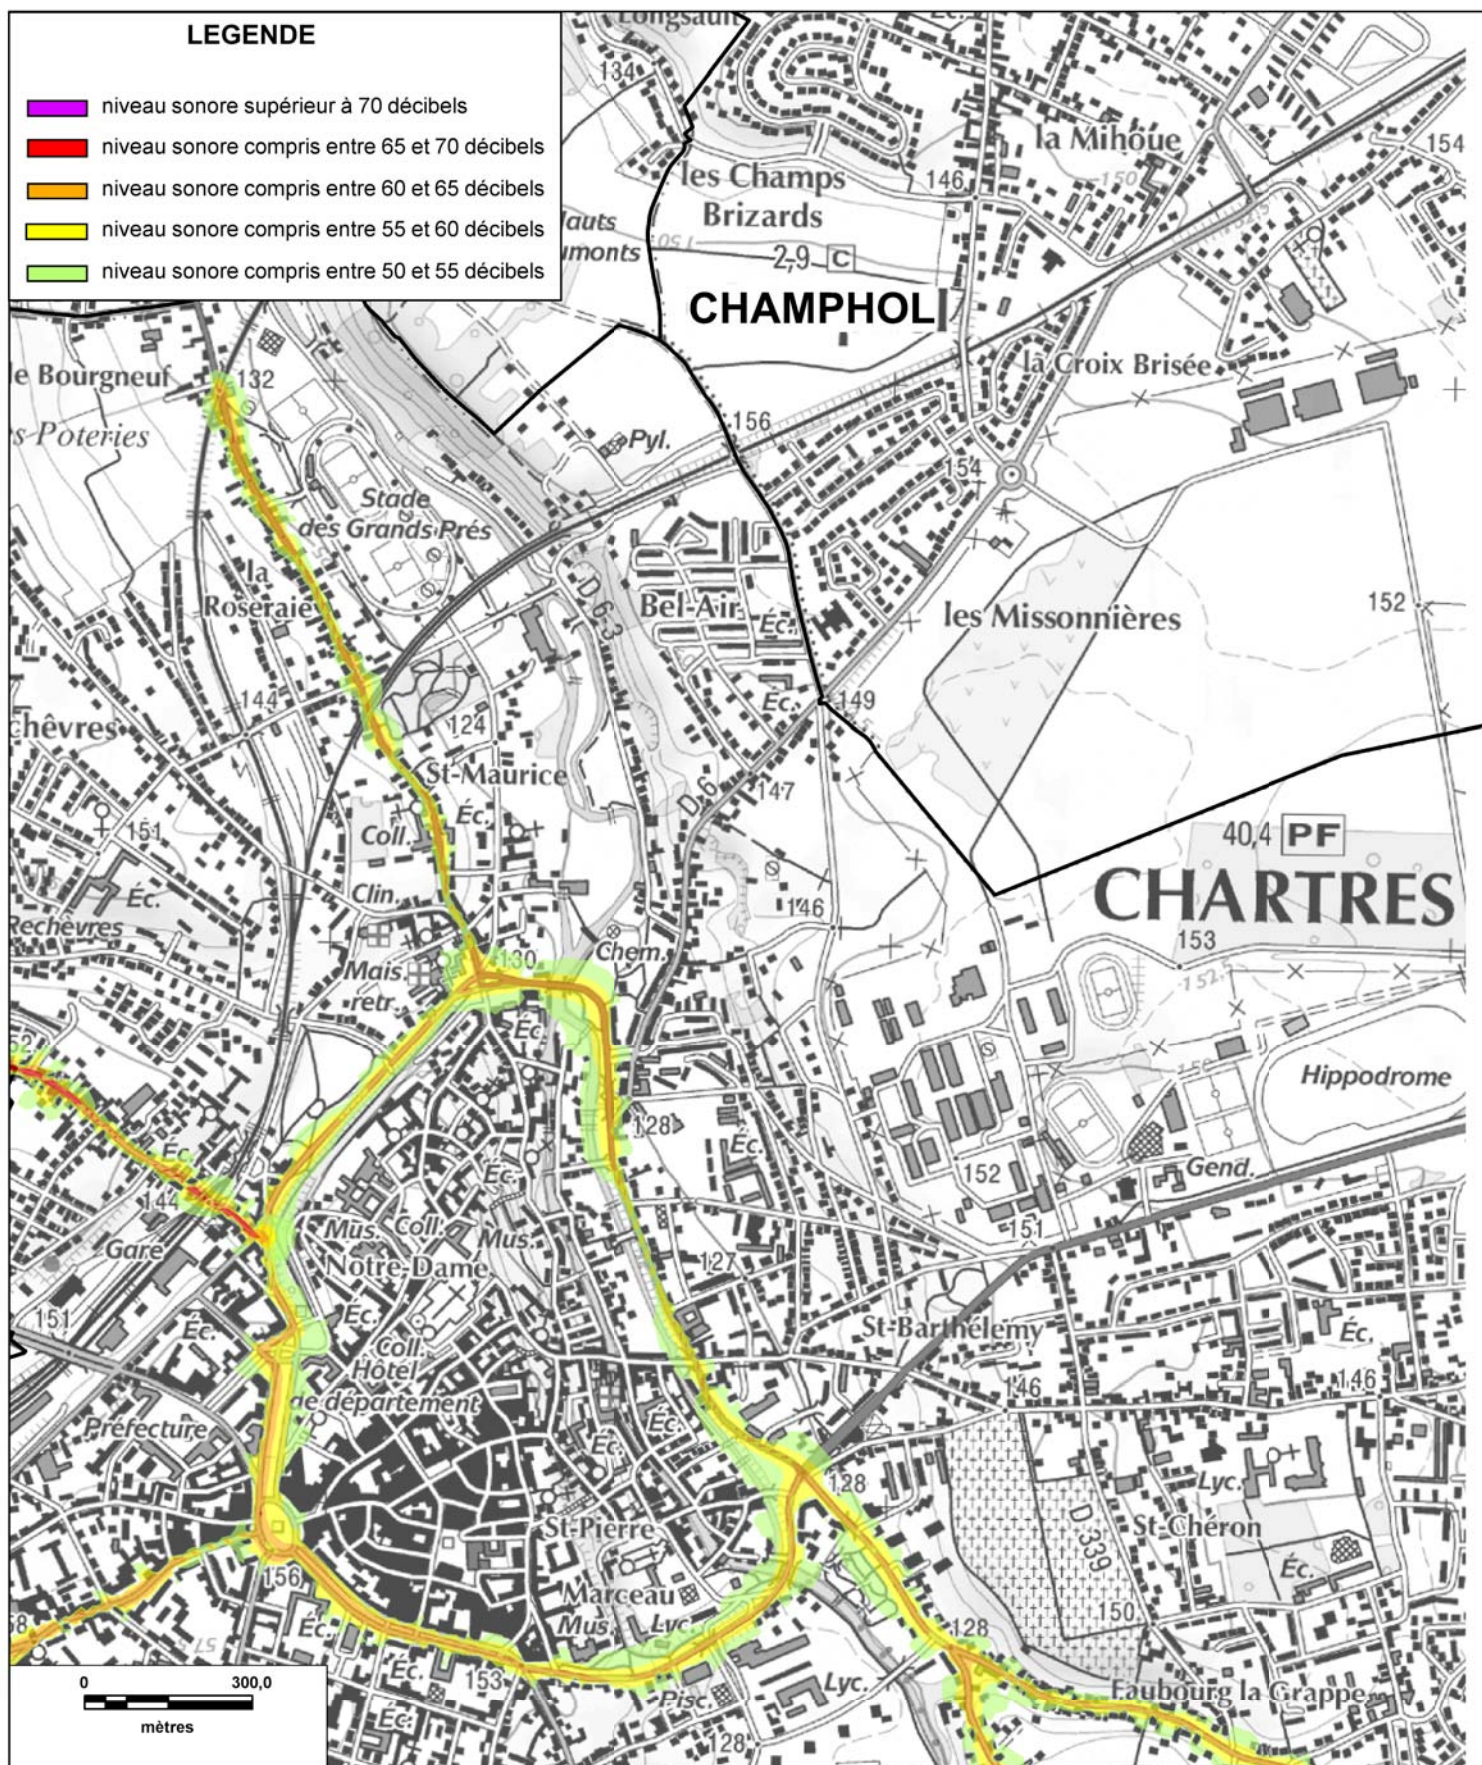 LEGENDE
niveau sonore supérieur à 70 décibels
niveau sonore compris entre 65 et 70 décibels
niveau sonore compris entre 60 et 65 décibels
niveau sonore compris entre 55 et 60 décibels
niveau sonore compris entre 50 et 55 décibels
Longsault
134
la Mihoue
154
les Champs
Brizards
146
150
2,9 C
CHAMPHOL
le Bourgneuf
132
la Croix Brisée
156
Pyl.
154
Stade
des Grands Prés
la
Roseraie
D 6-3
Bel-Air
Éc.
les Missonnières
152
144
Éc.
149
124
St-Maurice
D 6
147
151
Coll.
Éc.
40,4 PF
Éc.
Clin.
146
CHARTRES
Rechèvres
Mais.
retr.
130
Chem.
153
152,5
Éc.
Hippodrome
128
Éc.
Éc.
Éc.
152
Gend.
144
Gare
Mus.
Coll.
Mus.
151
Notre-Dame
127
151
Éc.
Éc.
St-Barthélemy
Éc.
Coll.
Hôtel
de département
146
146
Préfecture
Éc.
Éc.
128
Lyc.
St-Pierre
D 339
St-Chéron
156
Marceau
Éc.
Éc.
Mus.
Lyc.
150
128
Éc.
153
Pisc.
Lyc.
Faubourg la Grappe
Éc.
128
0 300,0
mètres